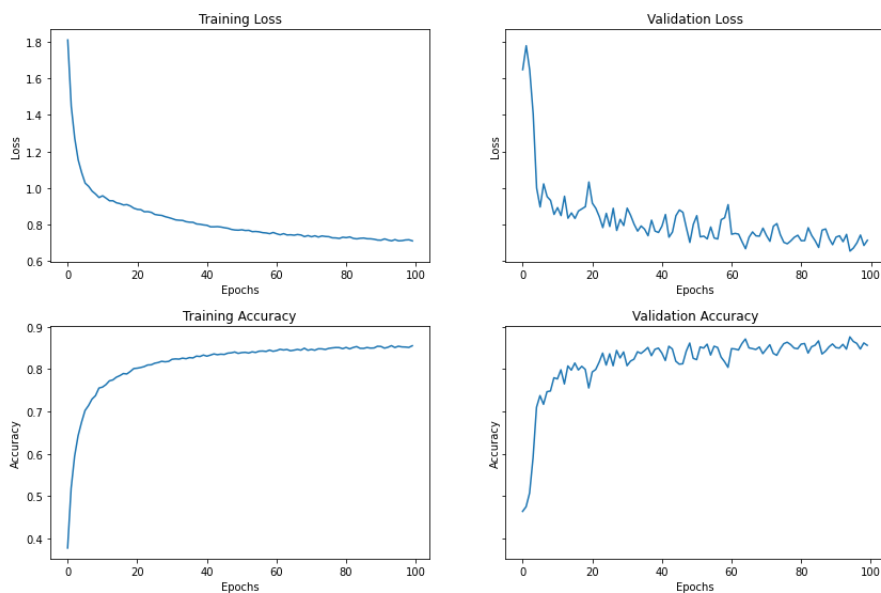 Training Loss
Validation Loss
1.8
1.6
1.4
1.2
1.0
0.8
0.6
Loss
Loss
0 20 40 60 80 100
0 20 40 60 80 100
Epochs
Epochs
Training Accuracy
Validation Accuracy
0.9
0.8
0.7
0.6
0.5
0.4
Accuracy
Accuracy
0 20 40 60 80 100
0 20 40 60 80 100
Epochs
Epochs